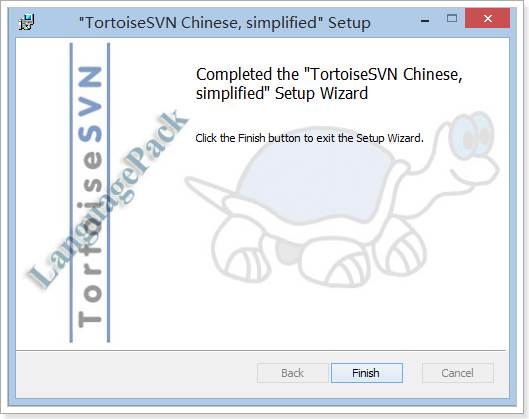 "TortoiseSVN Chinese, simplified" Setup
TortoiseSVN
LanguagePack
Completed the "TortoiseSVN Chinese,
simplified" Setup Wizard
Click the Finish button to exit the Setup Wizard.
Back
Finish
Cancel